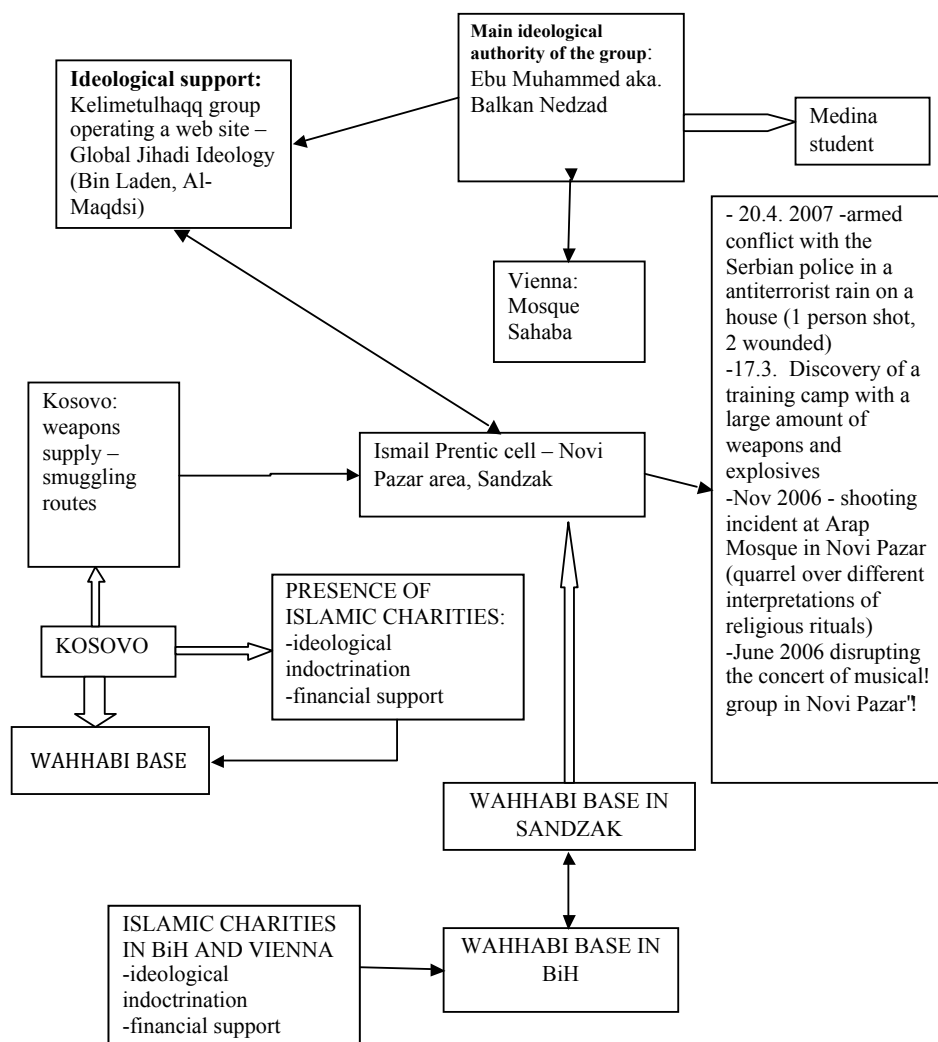 Main ideological
authority of the group:
Ebu Muhammed aka.
Balkan Nedzad
Ideological support:
Kelimetulhaqq group
operating a web site –
Global Jihadi Ideology
(Bin Laden, Al-
Maqdsi)
Medina
student
- 20.4. 2007 -armed
conflict with the
Serbian police in a
antiterrorist rain on a
house (1 person shot,
2 wounded)
-17.3.  Discovery of a
training camp with a
large amount of
weapons and
explosives
-Nov 2006 - shooting
incident at Arap
Mosque in Novi Pazar
(quarrel over different
interpretations of
religious rituals)
-June 2006 disrupting
the concert of musical!
group in Novi Pazar"!
Vienna:
Mosque
Sahaba
Kosovo:
weapons
supply –
smuggling
routes
Ismail Prentic cell – Novi
Pazar area, Sandzak
PRESENCE OF
ISLAMIC CHARITIES:
-ideological
indoctrination
-financial support
KOSOVO
WAHHABI BASE
WAHHABI BASE IN
SANDZAK
ISLAMIC CHARITIES
IN BiH AND VIENNA
-ideological
indoctrination
-financial support
WAHHABI BASE IN
BiH